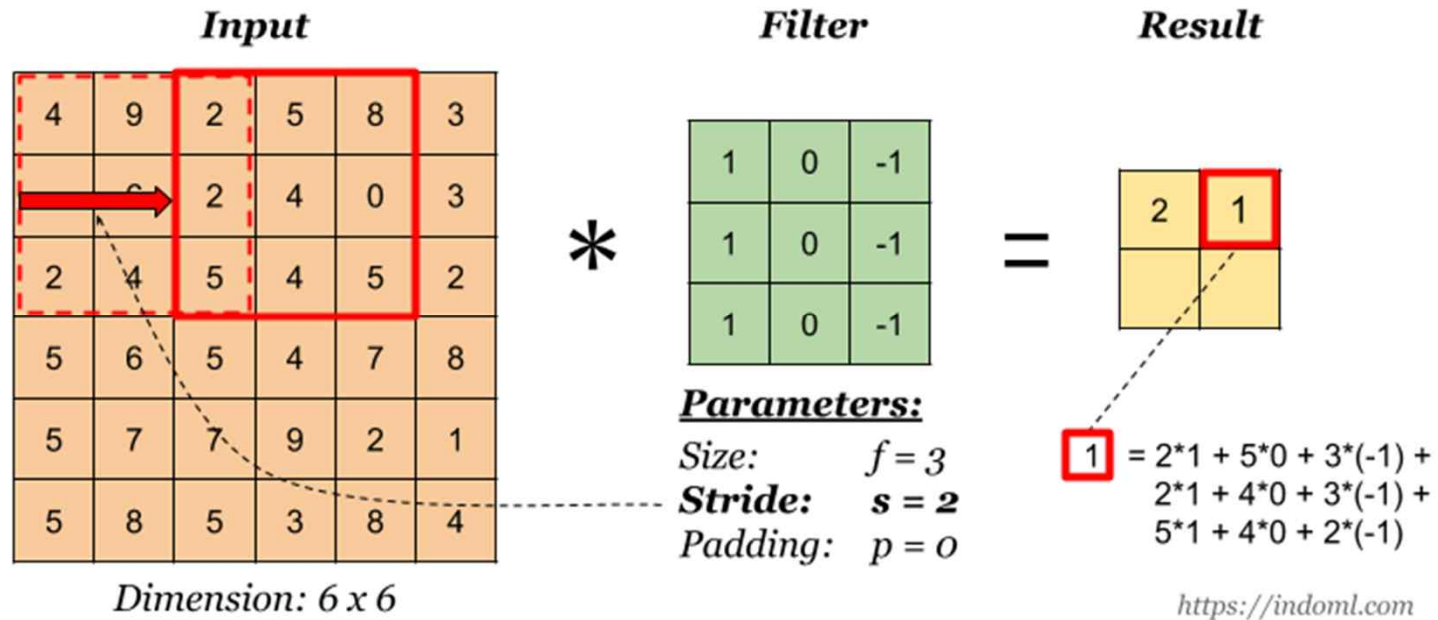 Input Filter Result
4 9 2 5 8 3
2 4 0 3
2 4 5 4 5 2
5 6 5 4 7 8
5 7 7 9 2 1
5 8 5 3 8 4
Dimension: 6 x 6
*
1 0 -1
1 0 -1
1 0 -1
Parameters:
Size: f = 3
Stride: s = 2
Padding: p = 0
=
2 1
1 = 2*1 + 5*0 + 3*(-1) +
2*1 + 4*0 + 3*(-1) +
5*1 + 4*0 + 2*(-1)
https://indoml.com